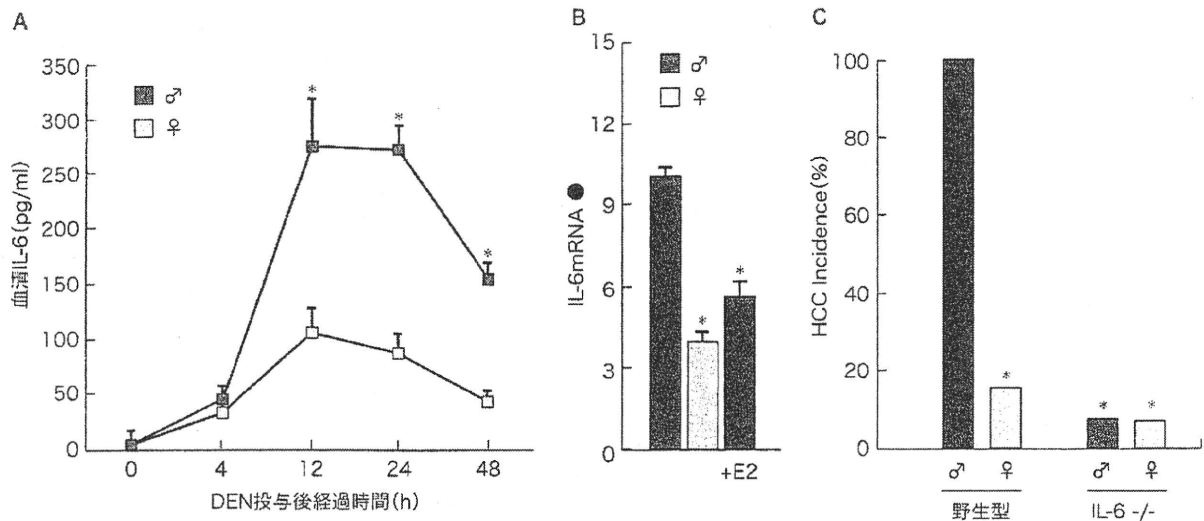 A
血清IL-6(pg/ml)
350
300
250
200
150
100
50
0
♂
♀
*
*
*
0 4 12 24 48
DEN投与後経過時間(h)
B
IL-6mRNA ●
15
12
9
6
3
0
♂
♀
*
*
+E2
C
HCC Incidence(%)
100
80
60
40
20
0
*
*
*
♂ ♀ ♂ ♀
野生型 IL-6 -/-